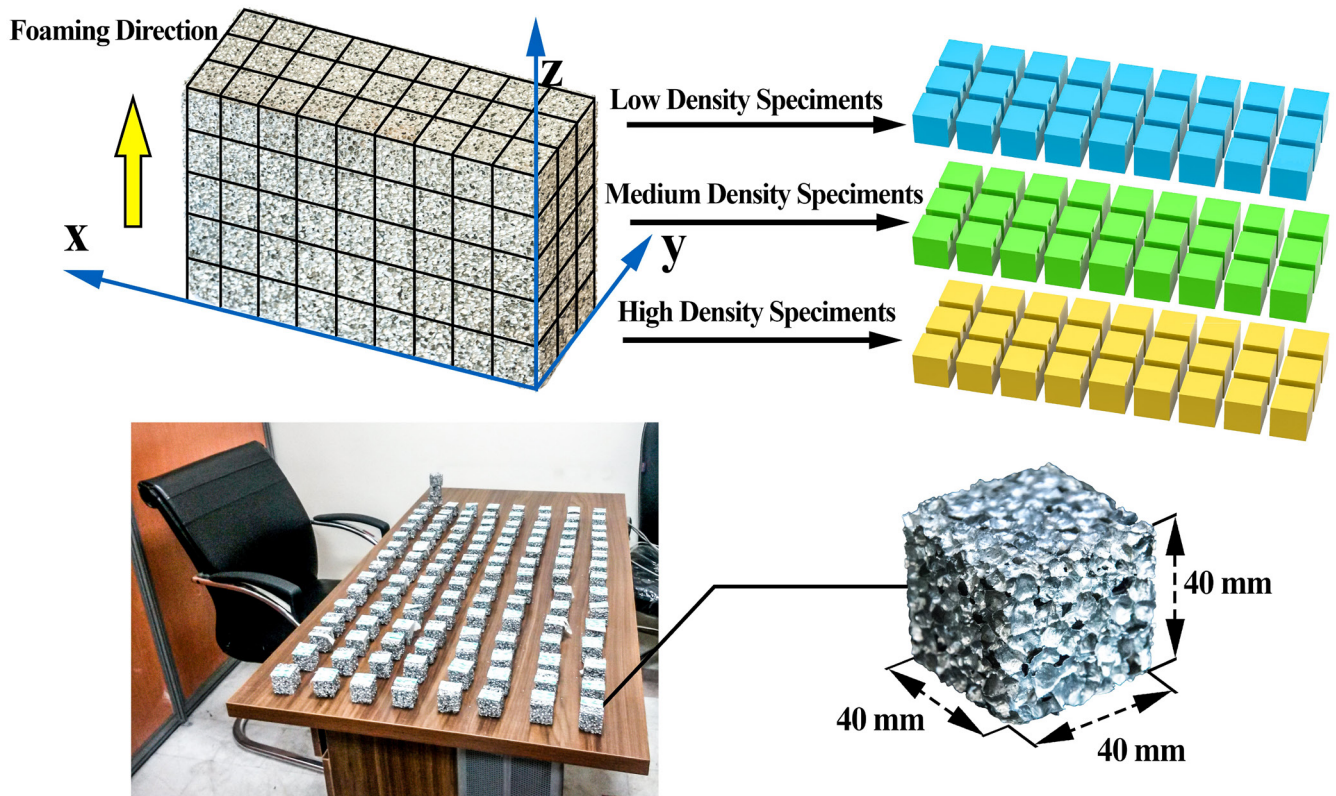 Foaming Direction
z
Low Density Speciments
Medium Density Speciments
x
y
High Density Speciments
40 mm
40 mm
40 mm